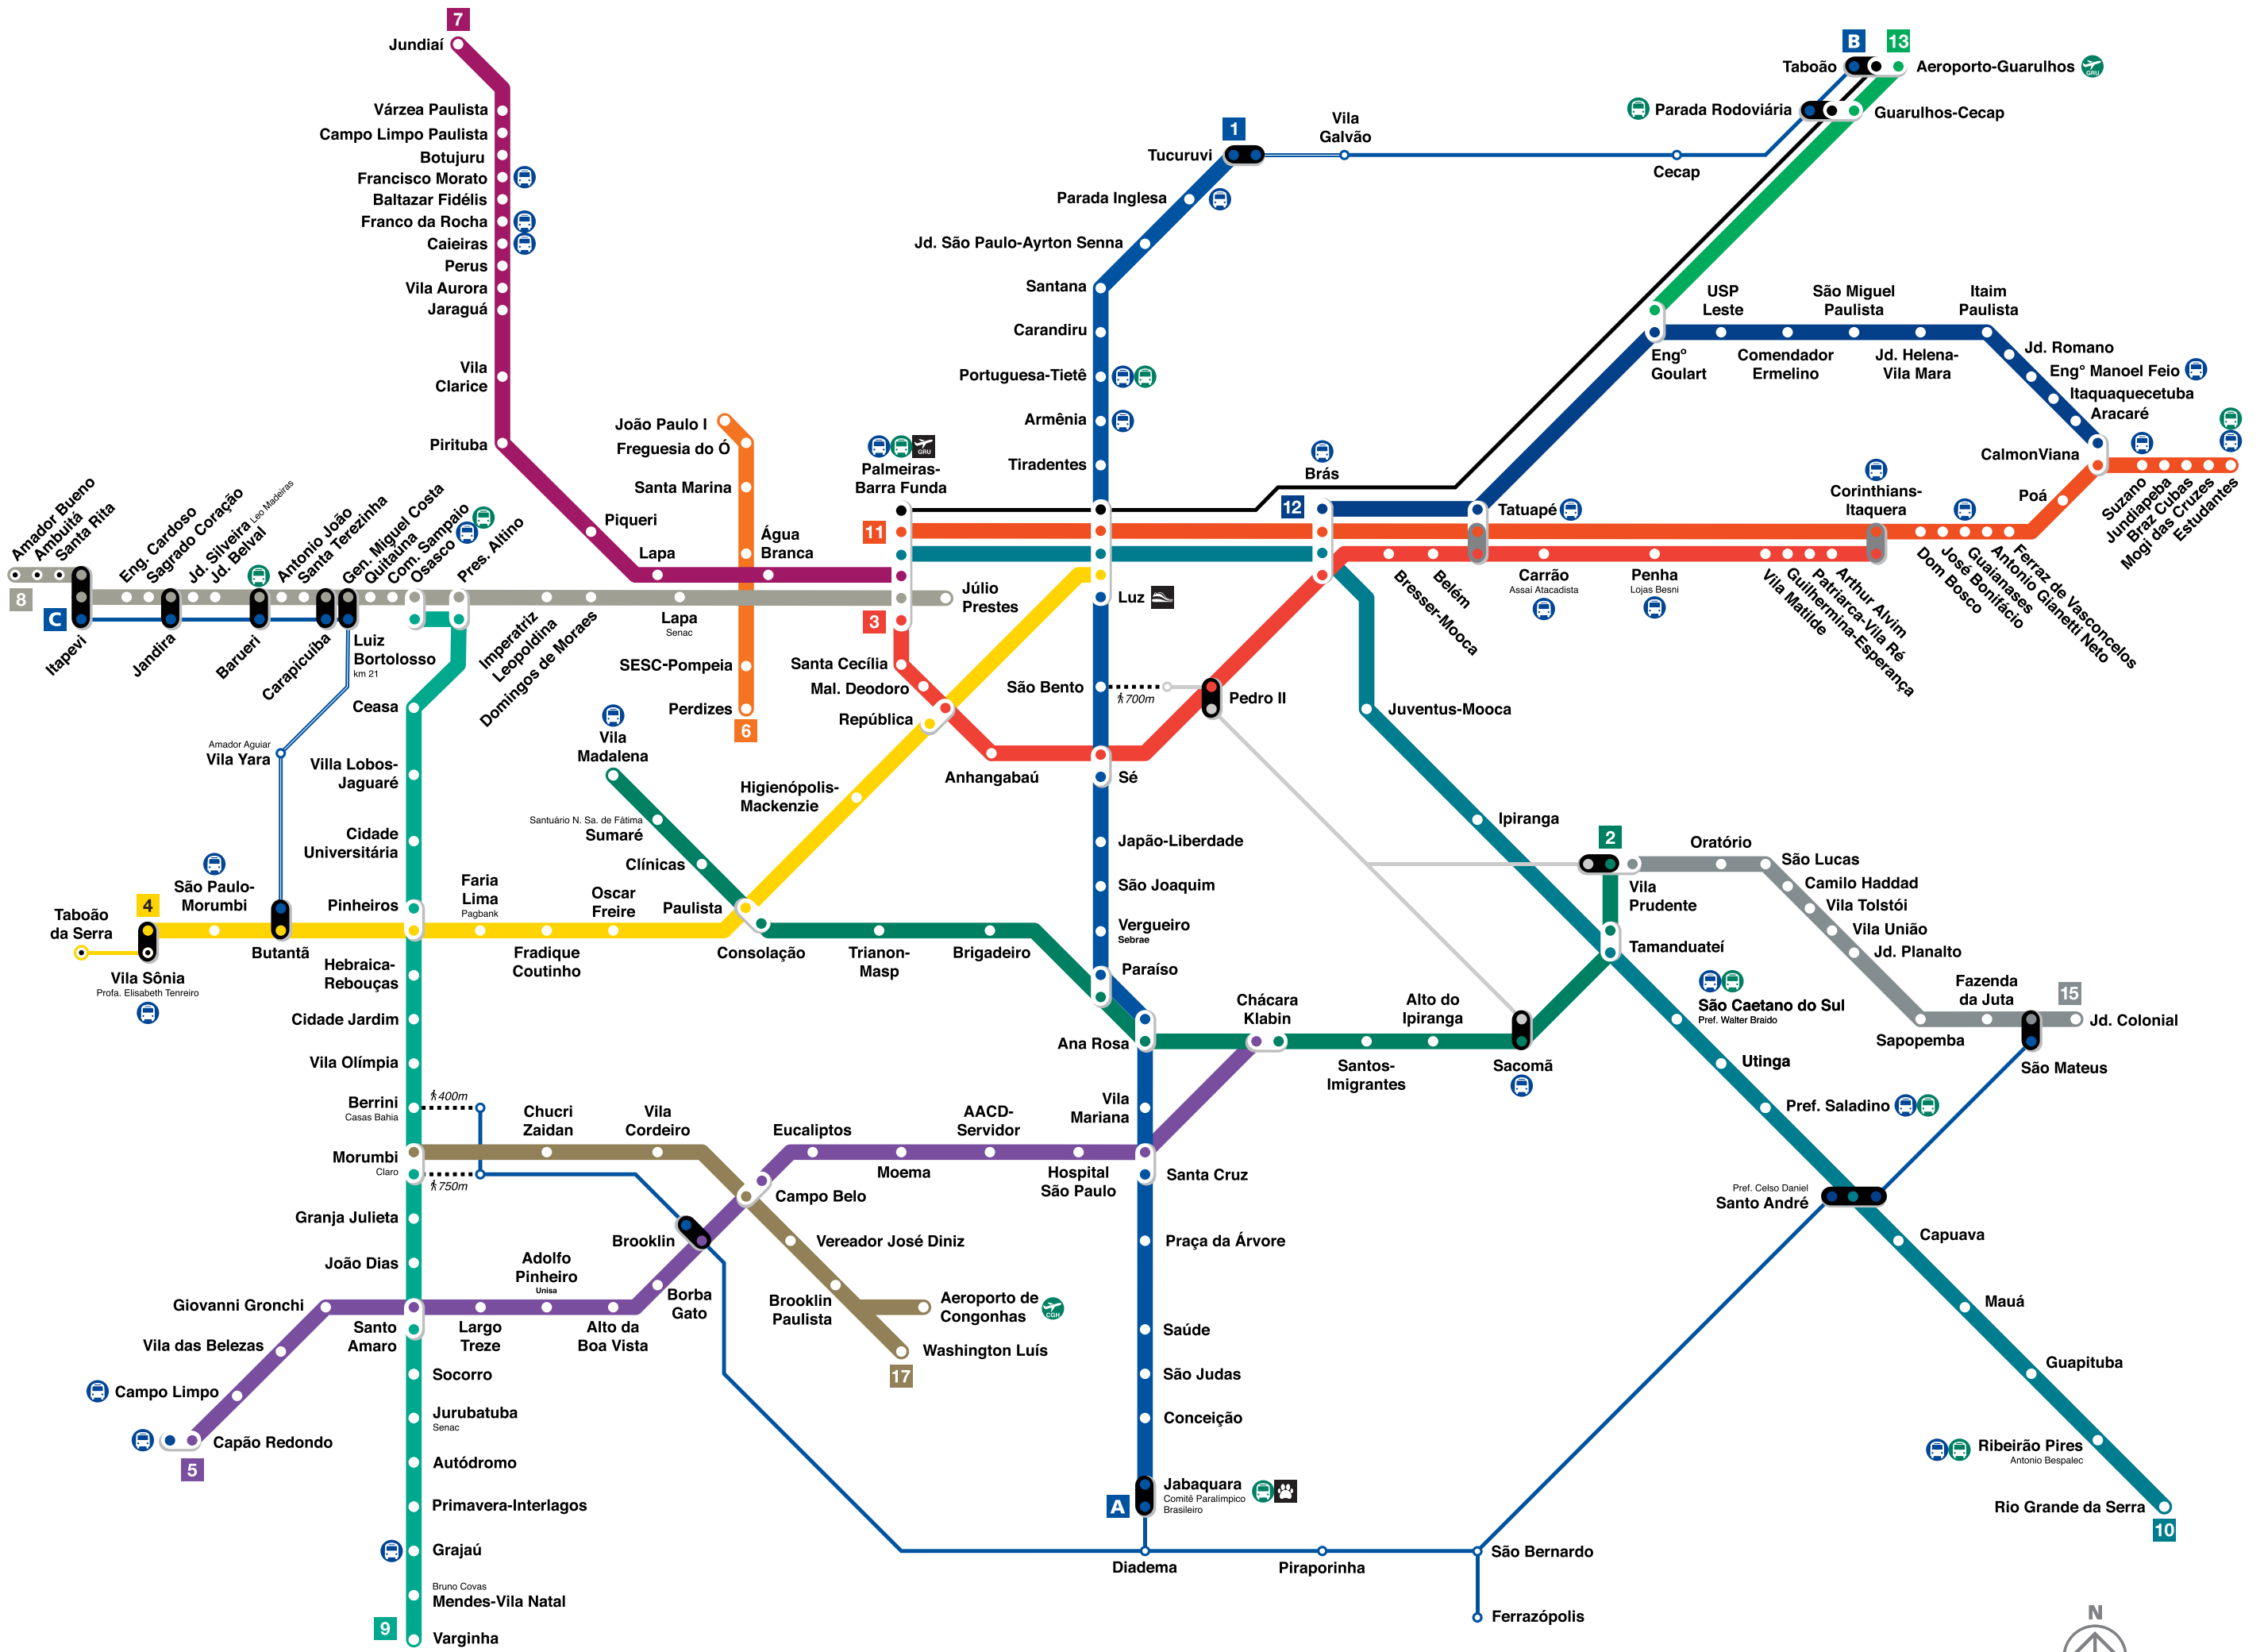 7
Jundiaí
Várzea Paulista
Campo Limpo Paulista
Botujuru
Francisco Morato
Baltazar Fidélis
Franco da Rocha
Caieiras
Perus
Vila Aurora
Jaraguá
Vila
Clarice
Pirituba
Piqueri
Lapa
Água
Branca
João Paulo I
Freguesia do Ó
Santa Marina
SESC-Pompeia
Perdizes
6
GRU
Palmeiras-
Barra Funda
11
3
Júlio
Prestes
1
Tucuruvi
Vila
Galvão
Cecap
Parada Inglesa
Jd. São Paulo-Ayrton Senna
Santana
Carandiru
Portuguesa-Tietê
Armênia
Tiradentes
Luz
São Bento
700m
Pedro II
Sé
Japão-Liberdade
São Joaquim
Vergueiro
Sebrae
Paraíso
Ana Rosa
Vila
Mariana
Santa Cruz
Praça da Árvore
Saúde
São Judas
Conceição
A
Jabaquara
Comitê Paralímpico
Brasileiro
B
13
Taboão
Aeroporto-Guarulhos
GRU
Parada Rodoviária
Guarulhos-Cecap
Eng°
Goulart
USP
Leste
Comendador
Ermelino
São Miguel
Paulista
Jd. Helena-
Vila Mara
Itaim
Paulista
Jd. Romano
Eng° Manoel Feio
Itaquaquecetuba
Aracaré
CalmonViana
Poá
Suzano
Jundiapeba
Braz Cubas
Mogi das Cruzes
Estudantes
Brás
12
Tatuapé
Corinthians-
Itaquera
Bresser-Mooca
Belém
Carrão
Assaí Atacadista
Penha
Lojas Besni
Vila Matilde
Guilhermina-Esperança
Patriarca-Vila Ré
Arthur Alvim
Dom Bosco
José Bonifácio
Guaianases
Antonio Gianetti Neto
Ferraz de Vasconcelos
Amador Bueno
Ambuitá
Santa Rita
8
C
Itapevi
Eng. Cardoso
Sagrado Coração
Jandira
Jd. Silveira Leo Madeiras
Jd. Belval
Barueri
Antonio João
Santa Terezinha
Carapicuiba
Gen. Miguel Costa
Luiz
Bortolosso
km 21
Quitaúna
Com. Sampaio
Osasco
Pres. Altino
Imperatriz
Leopoldina
Domingos de Moraes
Lapa
Senac
Santa Cecília
Mal. Deodoro
República
Anhangabaú
Higienópolis-
Mackenzie
Ceasa
Amador Aguiar
Vila Yara
Villa Lobos-
Jaguaré
Cidade
Universitária
Pinheiros
Hebraica-
Rebouças
Cidade Jardim
Vila Olímpia
Berrini
Casas Bahia
400m
Morumbi
Claro
750m
Granja Julieta
João Dias
Santo
Amaro
Socorro
Jurubatuba
Senac
Autódromo
Primavera-Interlagos
Grajaú
Bruno Covas
Mendes-Vila Natal
9
Varginha
Taboão
da Serra
4
Vila Sônia
Profa. Elisabeth Tenreiro
São Paulo-
Morumbi
Butantã
Faria
Lima
Pagbank
Fradique
Coutinho
Oscar
Freire
Paulista
Vila
Madalena
Santuário N. Sa. de Fátima
Sumaré
Clínicas
Consolação
Trianon-
Masp
Brigadeiro
Chácara
Klabin
Santos-
Imigrantes
Alto do
Ipiranga
Sacomã
Tamanduateí
2
Vila
Prudente
Oratório
São Lucas
Camilo Haddad
Vila Tolstói
Vila União
Jd. Planalto
Sapopemba
Fazenda
da Juta
São Mateus
15
Jd. Colonial
Juventus-Mooca
Ipiranga
São Caetano do Sul
Pref. Walter Braido
Utinga
Pref. Saladino
Pref. Celso Daniel
Santo André
Capuava
Mauá
Guapituba
Ribeirão Pires
Antonio Bespalec
Rio Grande da Serra
10
Chucri
Zaidan
Vila
Cordeiro
Campo Belo
Vereador José Diniz
Brooklin
Paulista
Aeroporto de
Congonhas
CGH
Washington Luís
17
Eucaliptos
Moema
AACD-
Servidor
Hospital
São Paulo
Brooklin
Borba
Gato
Alto da
Boa Vista
Adolfo
Pinheiro
Unisa
Largo
Treze
Giovanni Gronchi
Vila das Belezas
Campo Limpo
Capão Redondo
5
Diadema
Piraporinha
São Bernardo
Ferrazópolis
N